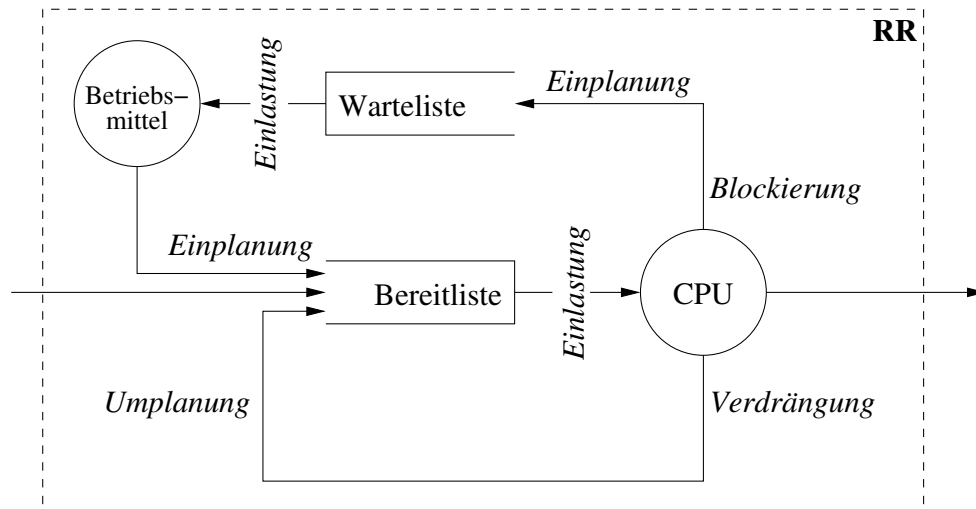 RR
Betriebs–
mittel
Einlastung
Warteliste
Einplanung
Blockierung
Einplanung
Bereitliste
Einlastung
CPU
Umplanung
Verdrängung